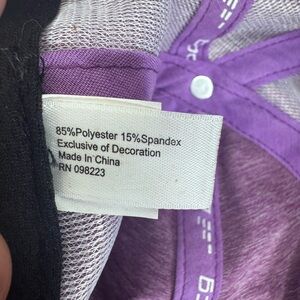 85%Polyester 15%Spandex
Exclusive of Decoration
Made In China
RN 098223